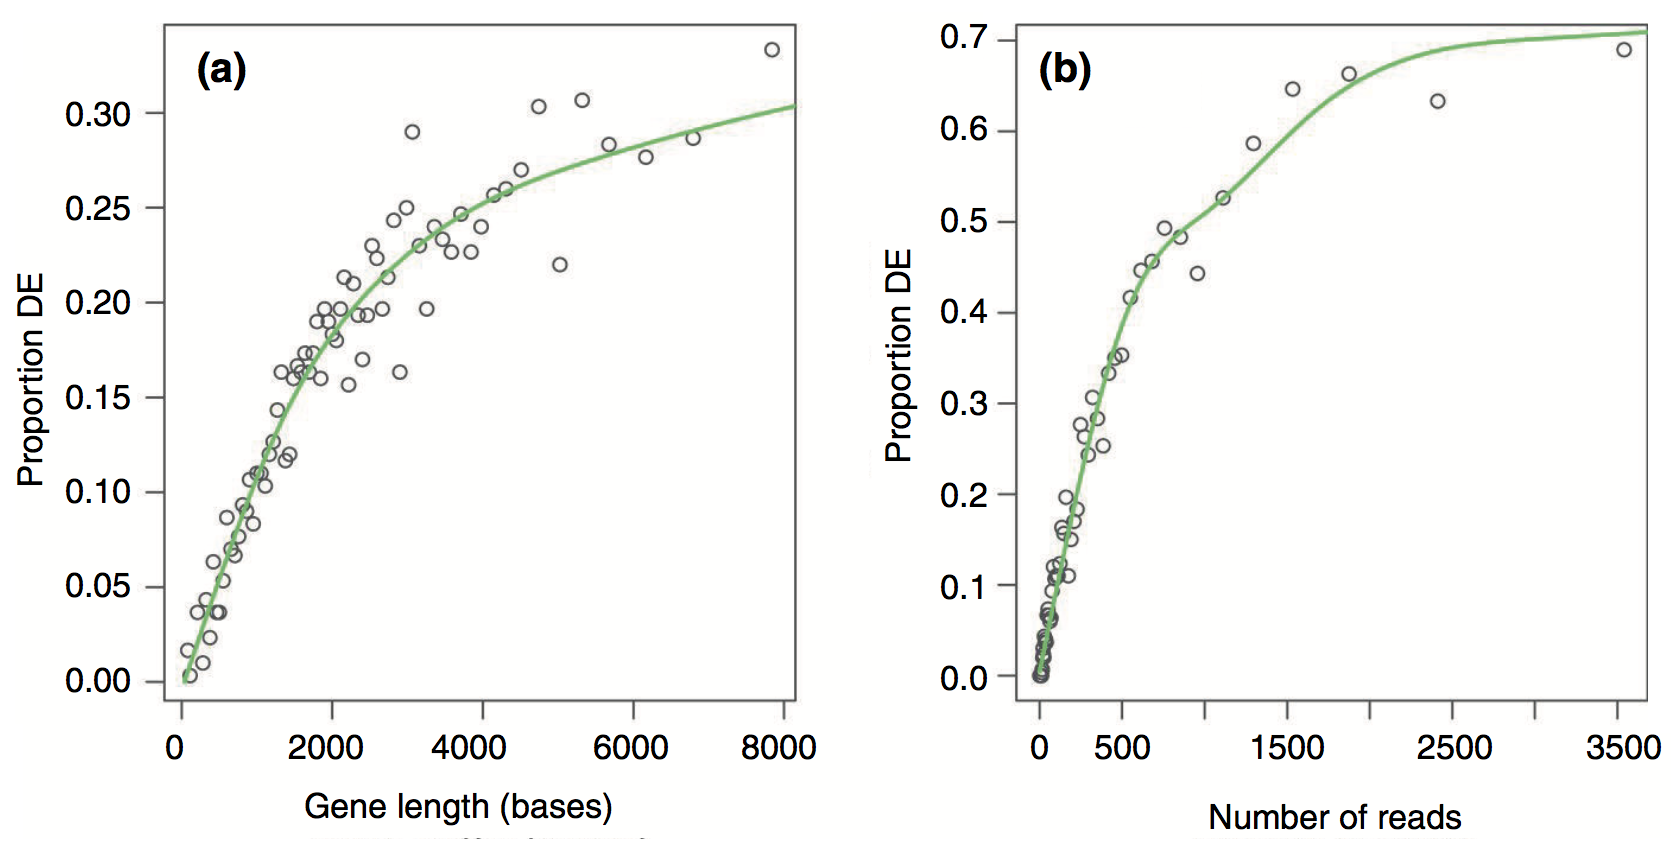 (a)
Proportion DE
0.30
0.25
0.20
0.15
0.10
0.05
0.00
0 2000 4000 6000 8000
Gene length (bases)
(b)
Proportion DE
0.7
0.6
0.5
0.4
0.3
0.2
0.1
0.0
0 500 1500 2500 3500
Number of reads